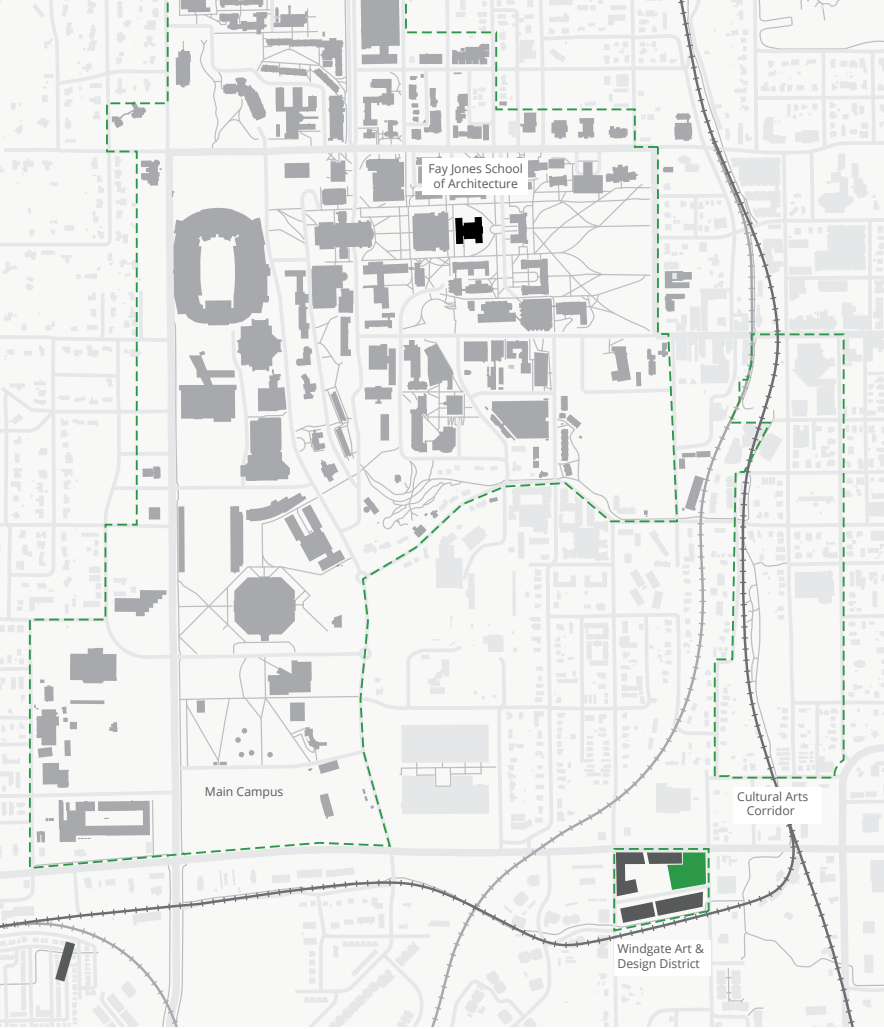 Fay Jones School
of Architecture
Main Campus
Cultural Arts
Corridor
Windgate Art &
Design District